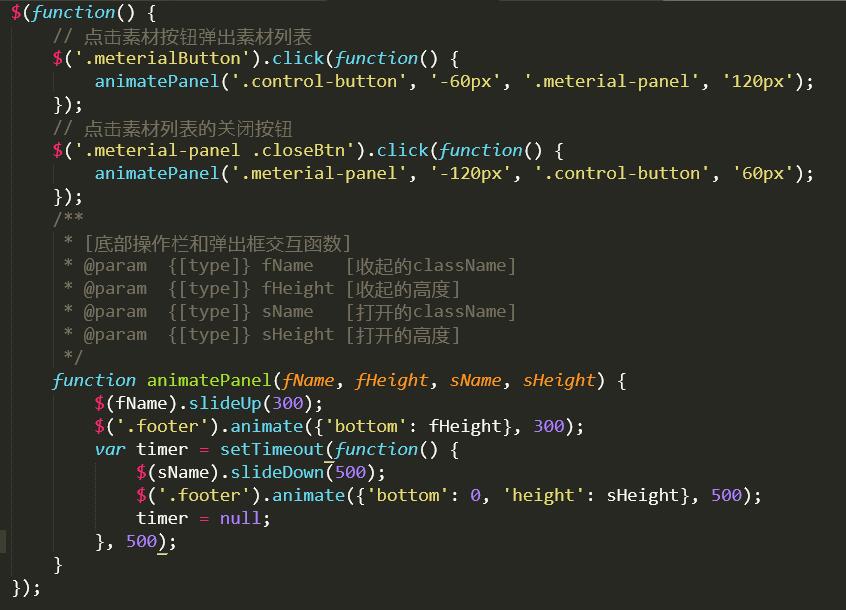 $(function() {
// 点击素材按钮弹出素材列表
$('.meterialButton').click(function() {
animatePanel('.control-button', '-60px', '.meterial-panel', '120px');
});
// 点击素材列表的关闭按钮
$('.meterial-panel .closeBtn').click(function() {
animatePanel('.meterial-panel', '-120px', '.control-button', '60px');
});
/**
* [底部操作栏和弹出框交互函数]
* @param  {[type]} fName   [收起的className]
* @param  {[type]} fHeight [收起的高度]
* @param  {[type]} sName   [打开的className]
* @param  {[type]} sHeight [打开的高度]
*/
function animatePanel(fName, fHeight, sName, sHeight) {
$(fName).slideUp(300);
$('.footer').animate({'bottom': fHeight}, 300);
var timer = setTimeout(function() {
$(sName).slideDown(500);
$('.footer').animate({'bottom': 0, 'height': sHeight}, 500);
timer = null;
}, 500);
}
});